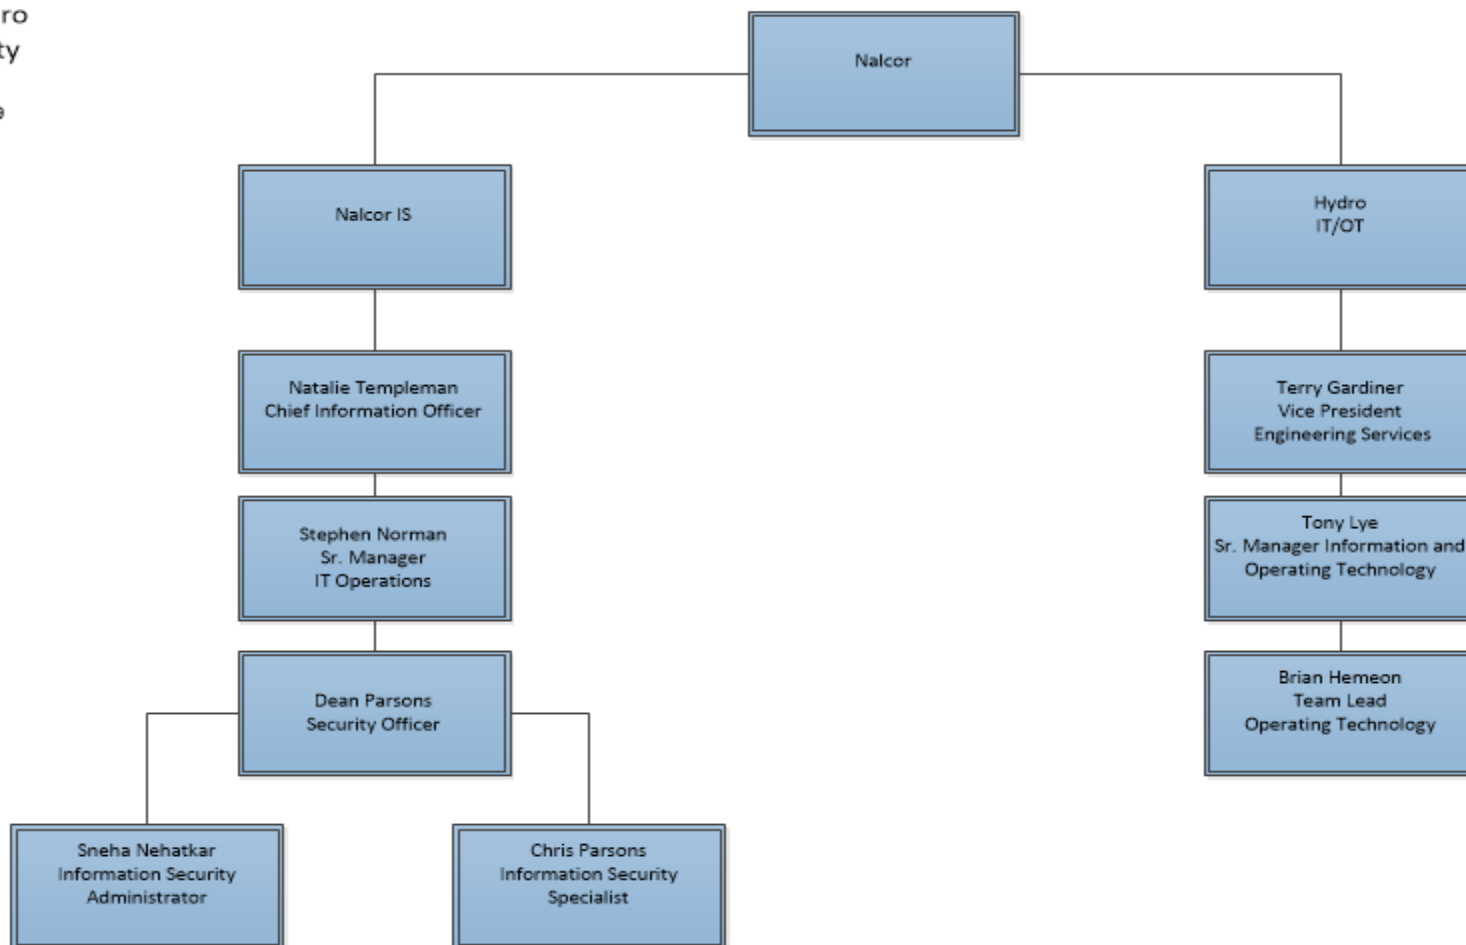 ro
ty
Nalcor
Nalcor IS
Hydro
IT/OT
Natalie Templeman
Chief Information Officer
Terry Gardiner
Vice President
Engineering Services
Stephen Norman
Sr. Manager
IT Operations
Tony Lye
Sr. Manager Information and
Operating Technology
Dean Parsons
Security Officer
Brian Hemeon
Team Lead
Operating Technology
Sneha Nehatkar
Information Security
Administrator
Chris Parsons
Information Security
Specialist